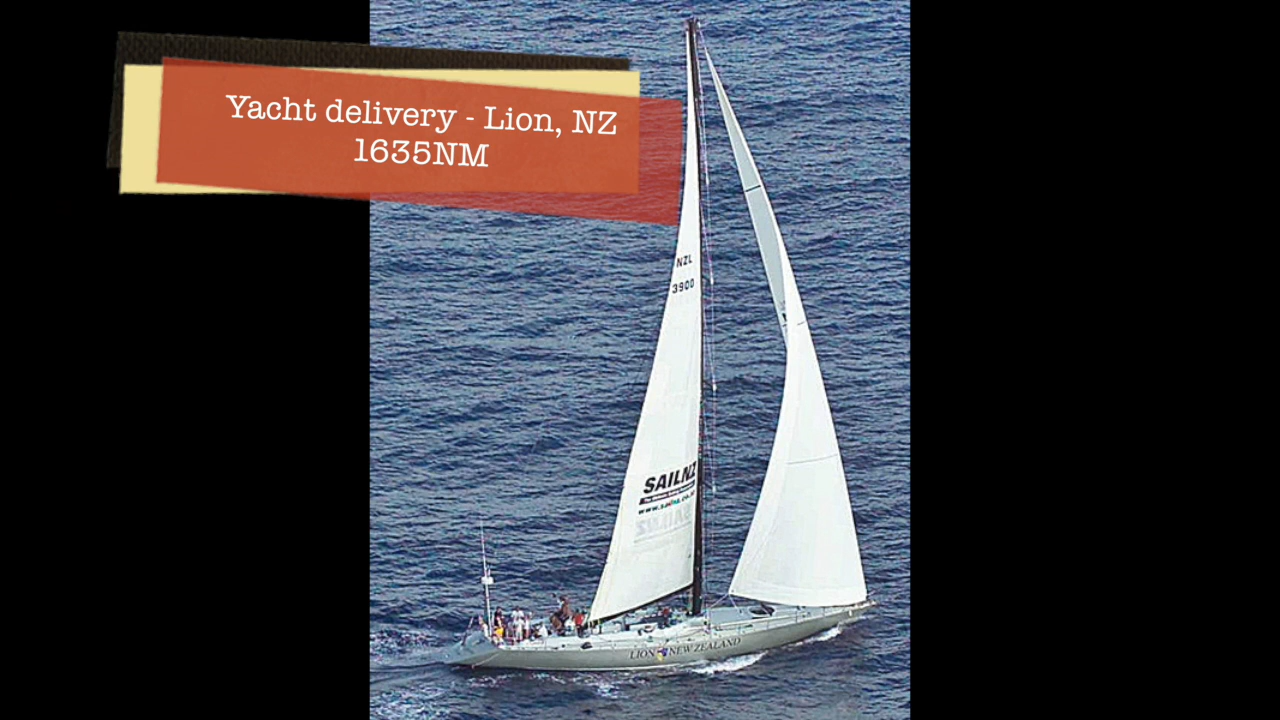 Yacht delivery - Lion, NZ
1635NM
NZL
3900
SAILNZ
LION NEW ZEALAND